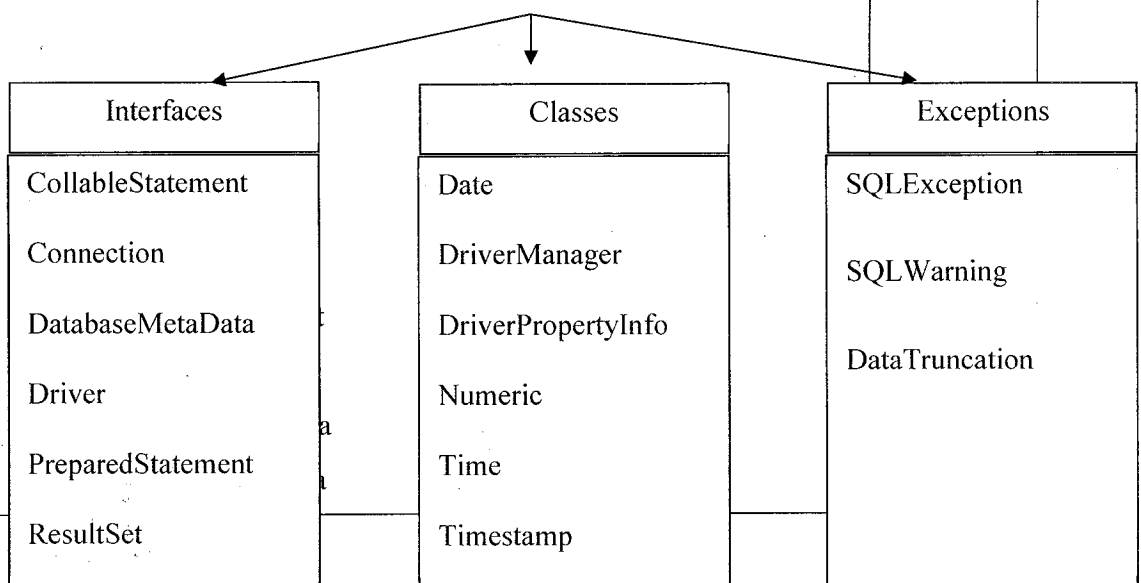 Interfaces
CollableStatement
Connection
DatabaseMetaData
Driver
PreparedStatement
ResultSet
t
a
Classes
Date
DriverManager
DriverPropertyInfo
Numeric
Time
Timestamp
Exceptions
SQLException
SQLWarning
DataTruncation